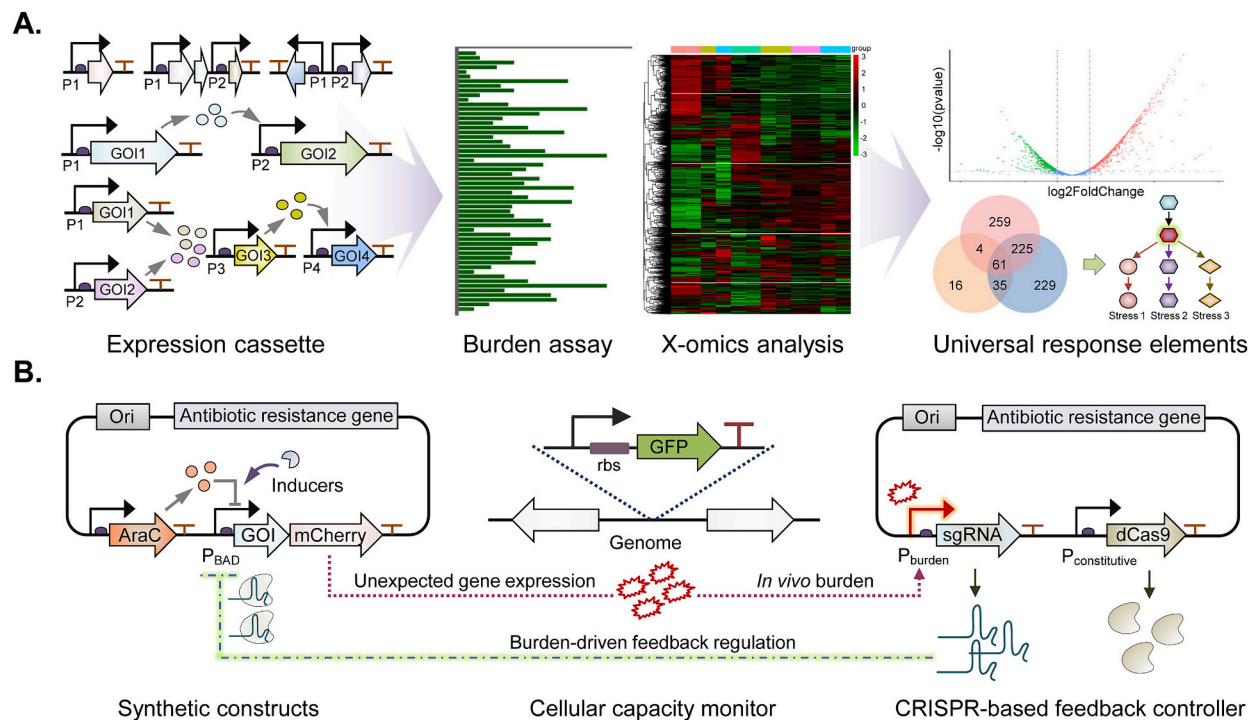 A.
P1
P1
P2
P1
P2
P1
GOI1
P2
GOI2
P1
GOI1
P2
GOI2
P3
GOI3
P4
GOI4
group
3
2
1
0
-1
-2
-3
-log10(pvalue)
log2FoldChange
259
4
225
61
16
35
229
Stress 1
Stress 2
Stress 3
Expression cassette
Burden assay
X-omics analysis
Universal response elements
B.
Ori
Antibiotic resistance gene
Inducers
AraC
GOI
mCherry
PBAD
GFP
rbs
Genome
Ori
Antibiotic resistance gene
sgRNA
dCas9
Pburden
Pconstitutive
Unexpected gene expression
In vivo burden
Burden-driven feedback regulation
Synthetic constructs
Cellular capacity monitor
CRISPR-based feedback controller